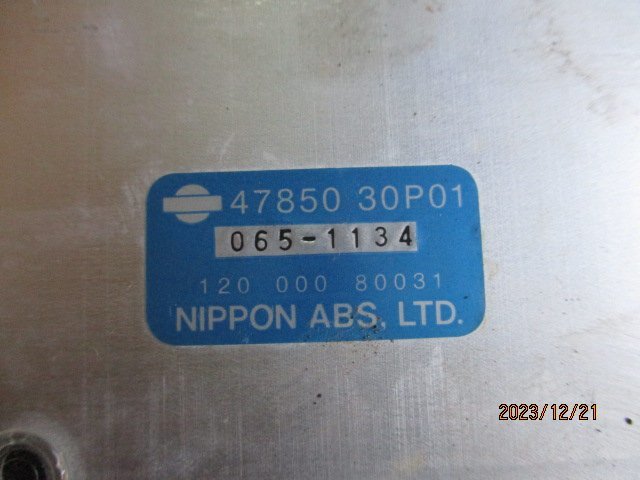 47850 30P01
065-1134
120 000 80031
NIPPON ABS, LTD.
2023/12/21